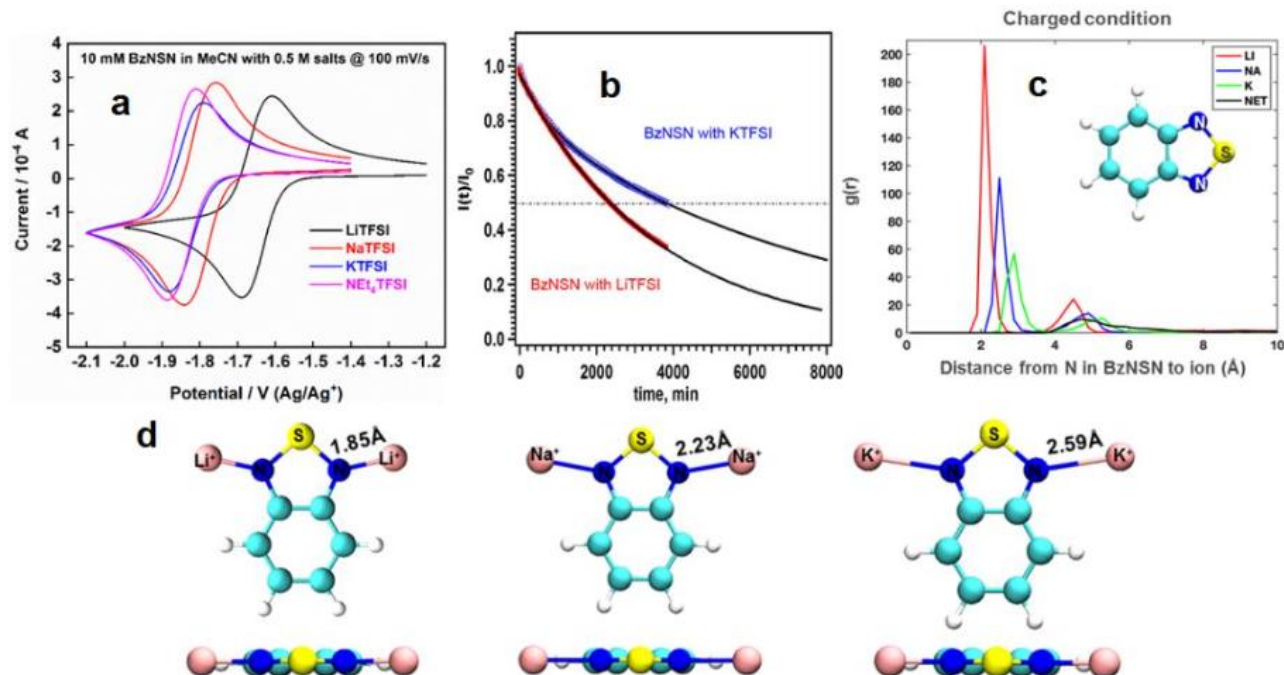 10 mM BzNSN in MeCN with 0.5 M salts @ 100 mV/s
a
4
3
2
1
0
-1
-2
-3
-4
-5
Current / 10⁻⁴ A
LiTFSI
NaTFSI
KTFSI
NEt₄TFSI
-2.1 -2.0 -1.9 -1.8 -1.7 -1.6 -1.5 -1.4 -1.3 -1.2
Potential / V (Ag/Ag⁺)
b
1.0
0.8
0.6
0.4
0.2
0.0
I(t)/I₀
BzNSN with KTFSI
BzNSN with LiTFSI
0 2000 4000 6000 8000
time, min
Charged condition
c
200
180
160
140
120
100
80
60
40
20
0
g(r)
LI
NA
K
NET
N
S
N
0 2 4 6 8 10
Distance from N in BzNSN to ion (Å)
d
S
1.85Å
Li⁺ N N Li⁺
S
2.23Å
Na⁺ N N Na⁺
S
2.59Å
K⁺ N N K⁺